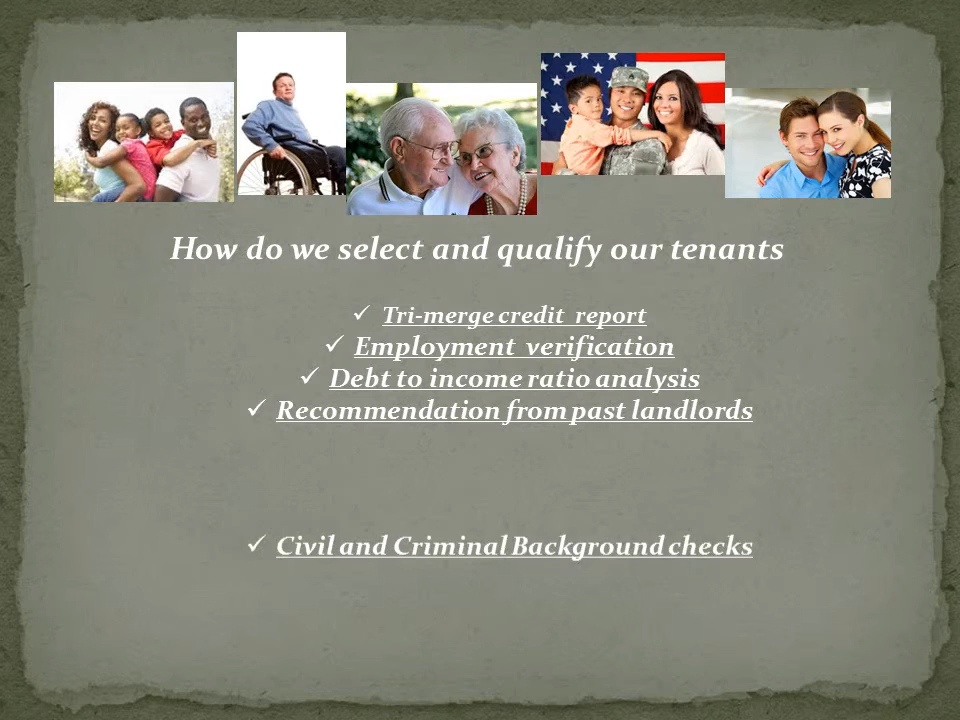 How do we select and qualify our tenants
✓ Tri-merge credit report
✓ Employment verification
✓ Debt to income ratio analysis
✓ Recommendation from past landlords
✓ Civil and Criminal Background checks